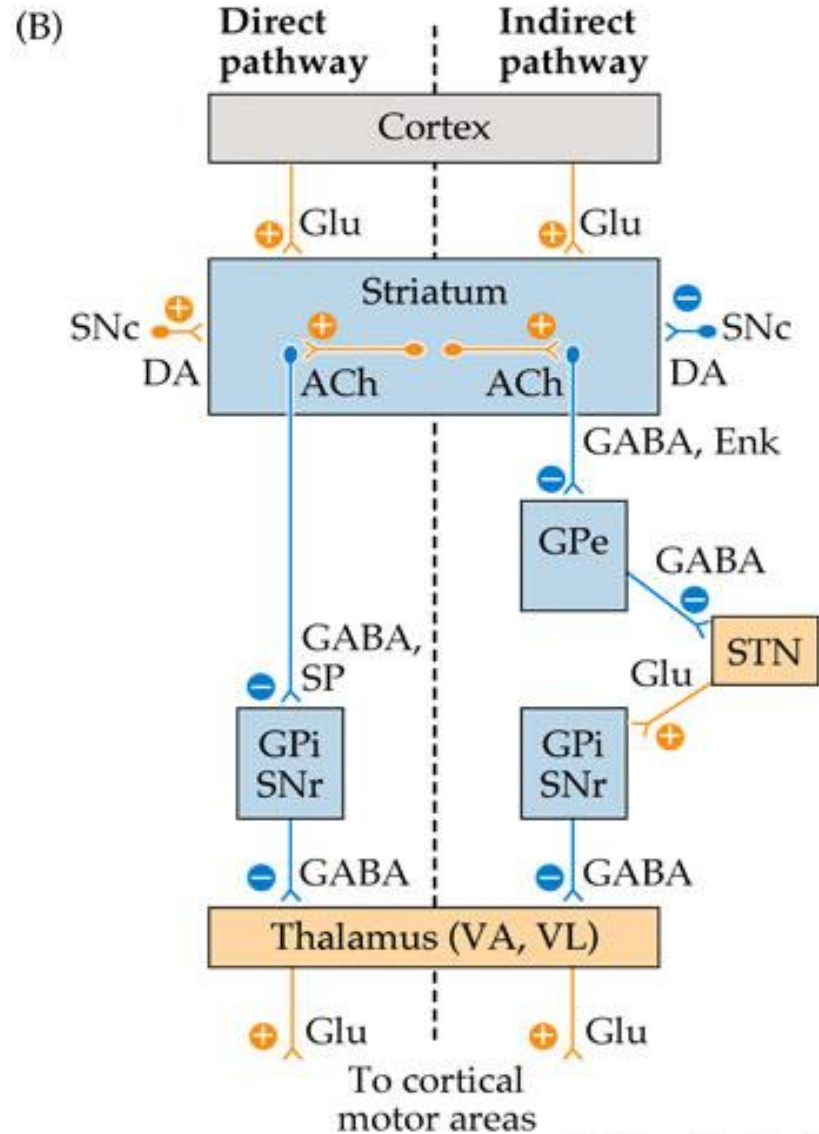 (B)
Direct pathway
Indirect pathway
Cortex
+ Glu
+ Glu
Striatum
SNc + DA
+ ACh
+ ACh
− SNc DA
GABA, Enk
−
GPe
GABA
−
STN
Glu
+
GABA, SP
−
GPi SNr
GPi SNr
− GABA
− GABA
Thalamus (VA, VL)
+ Glu
+ Glu
To cortical motor areas